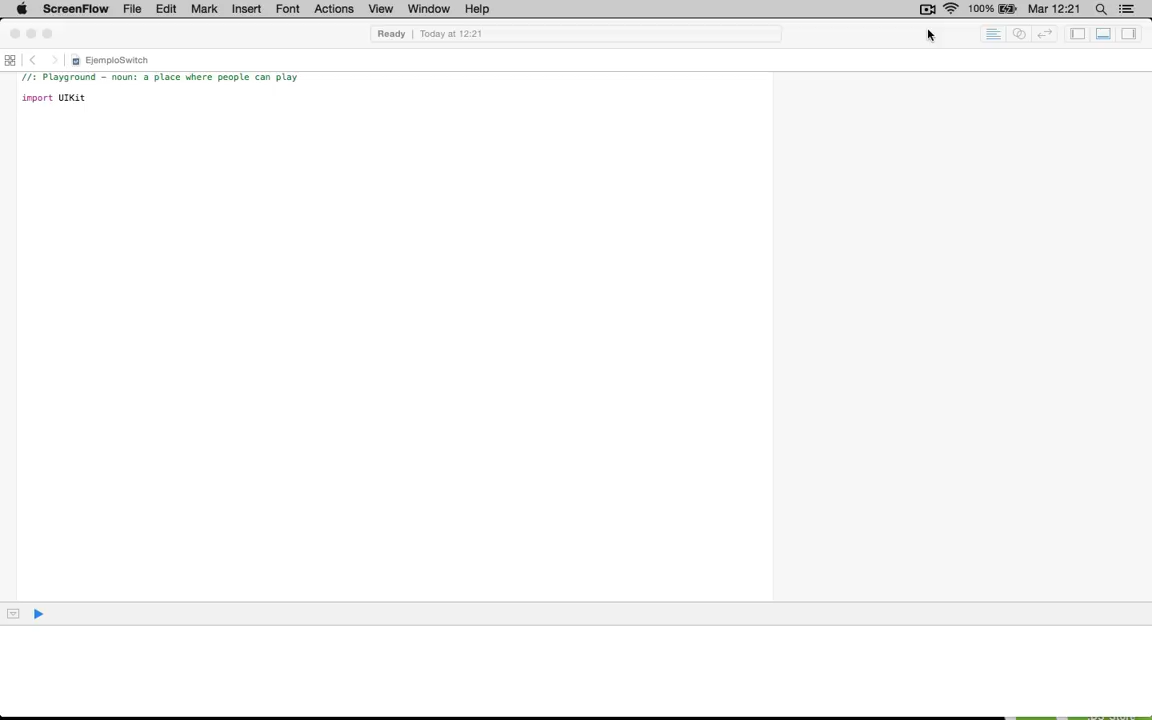 ScreenFlow File Edit Mark Insert Font Actions View Window Help 100% Mar 12:21
Ready | Today at 12:21
EjemploSwitch
//: Playground - noun: a place where people can play
import UIKit